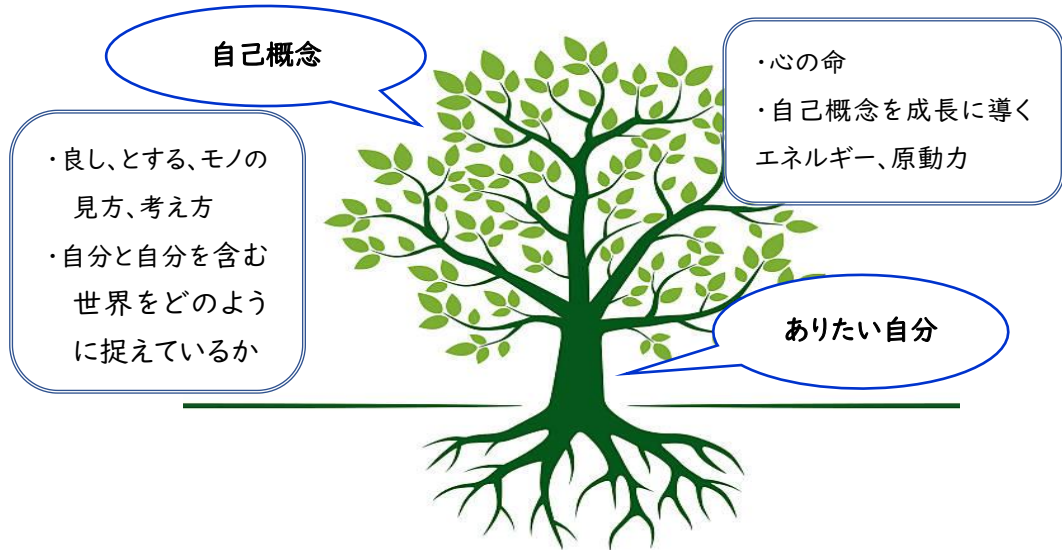 自己概念
・良し、とする、モノの
見方、考え方
・自分と自分を含む
世界をどのよう
に捉えているか
・心の命
・自己概念を成長に導く
エネルギー、原動力
ありたい自分